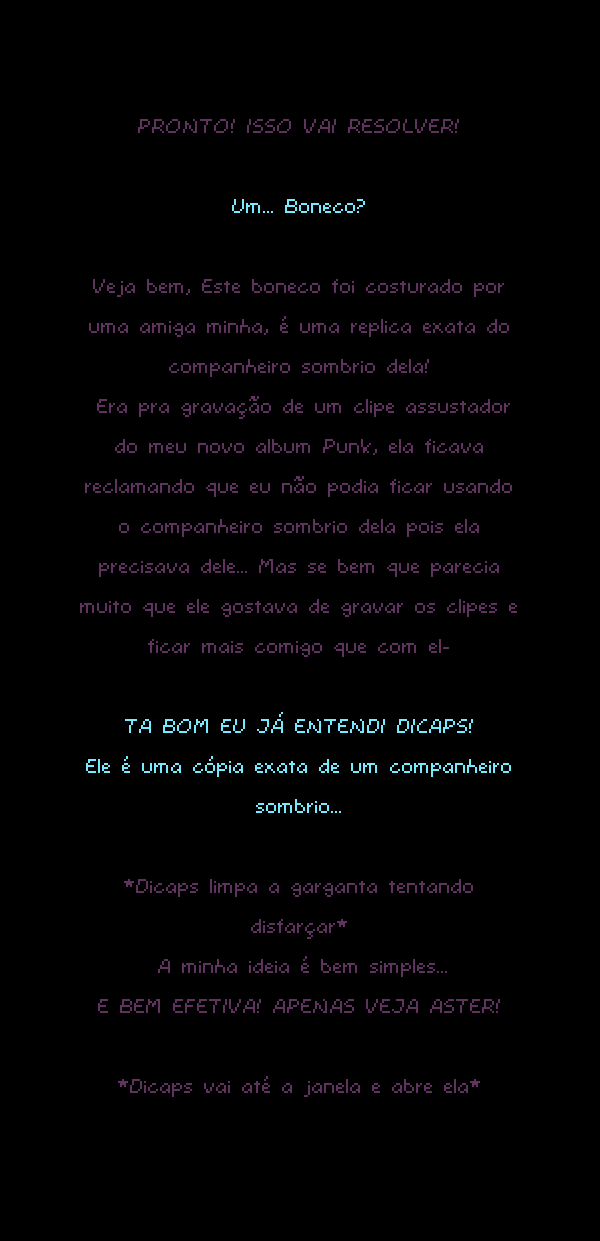 PRONTO! ISSO VAI RESOLVER!
Um... Boneco?
Veja bem, Este boneco foi costurado por
uma amiga minha, é uma replica exata do
companheiro sombrio dela!
Era pra gravação de um clipe assustador
do meu novo album Punk, ela ficava
reclamando que eu não podia ficar usando
o companheiro sombrio dela pois ela
precisava dele... Mas se bem que parecia
muito que ele gostava de gravar os clipes e
ficar mais comigo que com el-
TA BOM EU JÁ ENTENDI DICAPS!
Ele é uma cópia exata de um companheiro
sombrio...
*Dicaps limpa a garganta tentando
disfarçar*
A minha ideia é bem simples...
E BEM EFETIVA! APENAS VEJA ASTER!
*Dicaps vai até a janela e abre ela*